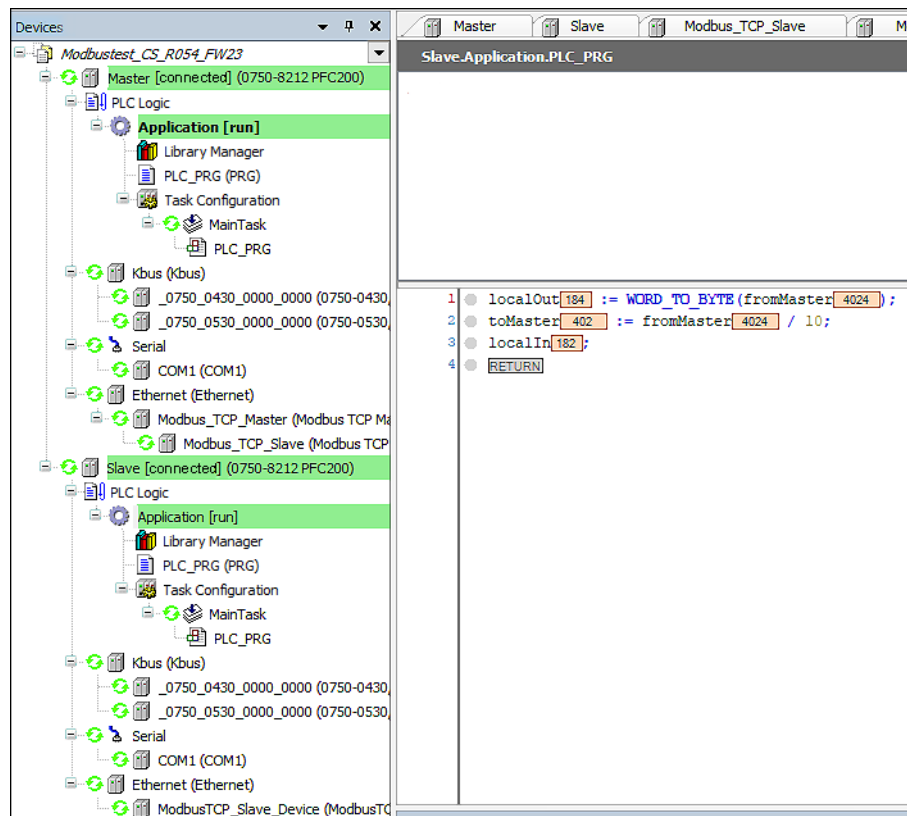 Devices
Modbustest_CS_R054_FW23
Master [connected] (0750-8212 PFC200)
PLC Logic
Application [run]
Library Manager
PLC_PRG (PRG)
Task Configuration
MainTask
PLC_PRG
Kbus (Kbus)
_0750_0430_0000_0000 (0750-0430,
_0750_0530_0000_0000 (0750-0530,
Serial
COM1 (COM1)
Ethernet (Ethernet)
Modbus_TCP_Master (Modbus TCP Ma
Modbus_TCP_Slave (Modbus TCP
Slave [connected] (0750-8212 PFC200)
PLC Logic
Application [run]
Library Manager
PLC_PRG (PRG)
Task Configuration
MainTask
PLC_PRG
Kbus (Kbus)
_0750_0430_0000_0000 (0750-0430,
_0750_0530_0000_0000 (0750-0530,
Serial
COM1 (COM1)
Ethernet (Ethernet)
ModbusTCP_Slave_Device (ModbusTC
Master Slave Modbus_TCP_Slave M
Slave.Application.PLC_PRG
1 localOut 184 := WORD_TO_BYTE(fromMaster 4024 );
2 toMaster 402 := fromMaster 4024 / 10;
3 localIn 182 ;
4 RETURN